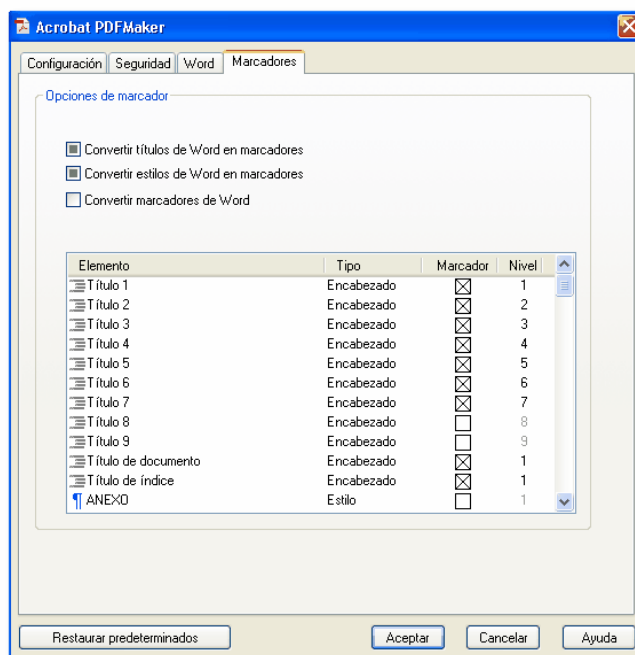 Acrobat PDFMaker
Configuración Seguridad Word Marcadores
Opciones de marcador
Convertir títulos de Word en marcadores
Convertir estilos de Word en marcadores
Convertir marcadores de Word
Elemento Tipo Marcador Nivel
Título 1 Encabezado 1
Título 2 Encabezado 2
Título 3 Encabezado 3
Título 4 Encabezado 4
Título 5 Encabezado 5
Título 6 Encabezado 6
Título 7 Encabezado 7
Título 8 Encabezado 8
Título 9 Encabezado 9
Título de documento Encabezado 1
Título de índice Encabezado 1
¶ ANEXO Estilo 1
Restaurar predeterminados Aceptar Cancelar Ayuda